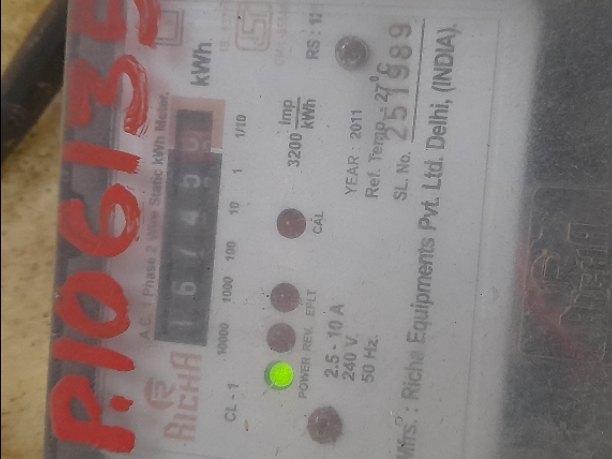 P.106135
A.C. 1 Phase 2 Wire Static kWh Meter.
16745
kWh
10000 1000 100 10 1 1/10
RICHA
CL - 1
POWER REV. EPLT CAL
3200 Imp/kWh
2.5 - 10 A
240 V.
50 Hz.
RS : 12
YEAR : 2011
Ref. Temp. - 27° C
SL. No. 251989
Mfrs. : Richa Equipments Pvt. Ltd. Delhi, (INDIA).
RICHA